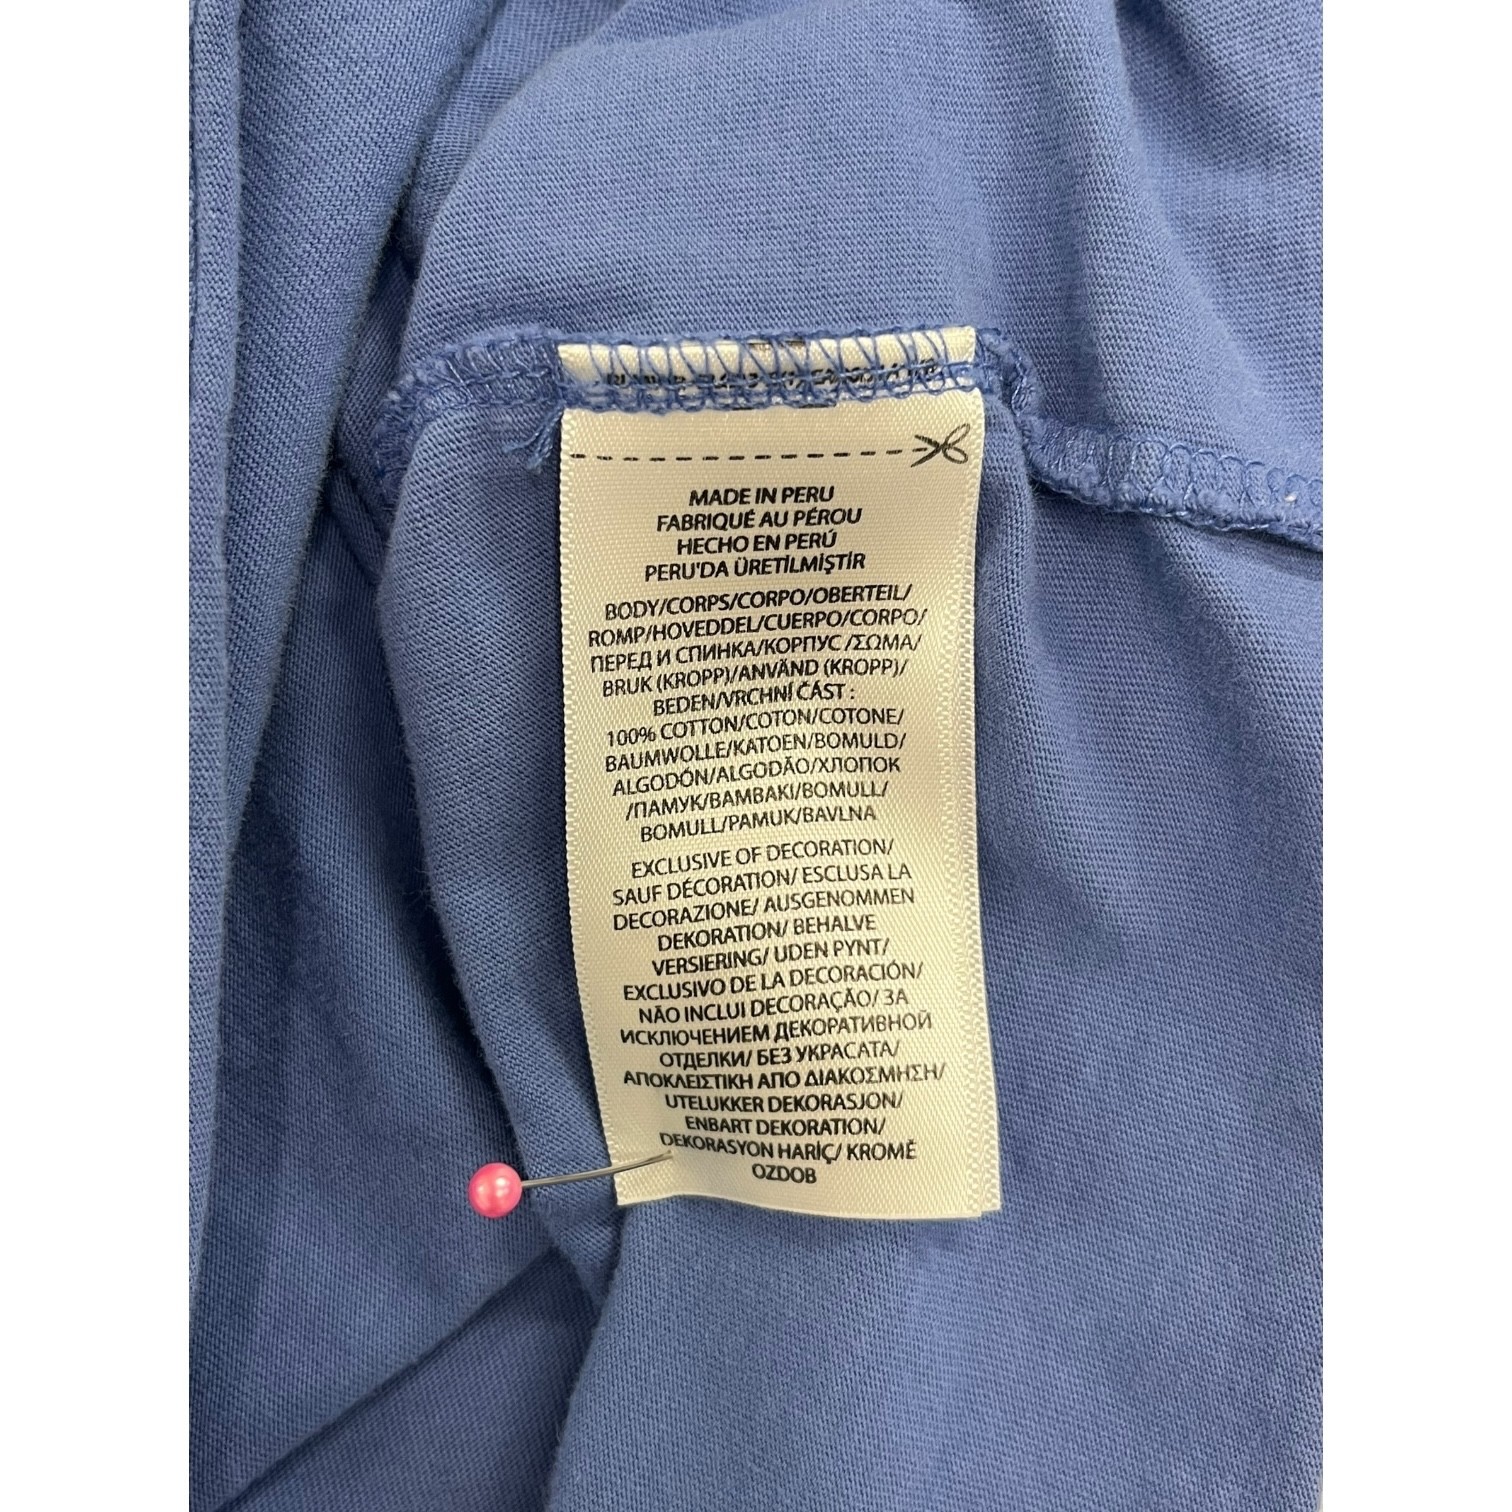 MADE IN PERU
FABRIQUÉ AU PÉROU
HECHO EN PERÚ
PERU'DA ÜRETİLMİŞTİR
BODY/CORPS/CORPO/OBERTEIL/
ROMP/HOVEDDEL/CUERPO/CORPO/
ПЕРЕД И СПИНКА/КОРПУС /ΣΩΜΑ/
BRUK (KROPP)/ANVÄND (KROPP)/
BEDEN/VRCHNÍ ČÁST :
100% COTTON/COTON/COTONE/
BAUMWOLLE/KATOEN/BOMULD/
ALGODÓN/ALGODÃO/ХЛОПОК
/ПАМУК/ΒΑΜΒΑΚΙ/BOMULL/
BOMULL/PAMUK/BAVLNA
EXCLUSIVE OF DECORATION/
SAUF DÉCORATION/ ESCLUSA LA
DECORAZIONE/ AUSGENOMMEN
DEKORATION/ BEHALVE
VERSIERING/ UDEN PYNT/
EXCLUSIVO DE LA DECORACIÓN/
NÃO INCLUI DECORAÇÃO/ ЗА
ИСКЛЮЧЕНИЕМ ДЕКОРАТИВНОЙ
ОТДЕЛКИ/ БЕЗ УКРАСАТА/
ΑΠΟΚΛΕΙΣΤΙΚΗ ΑΠΟ ΔΙΑΚΟΣΜΗΣΗ/
UTELUKKER DEKORASJON/
ENBART DEKORATION/
DEKORASYON HARİÇ/ KROMĚ
OZDOB